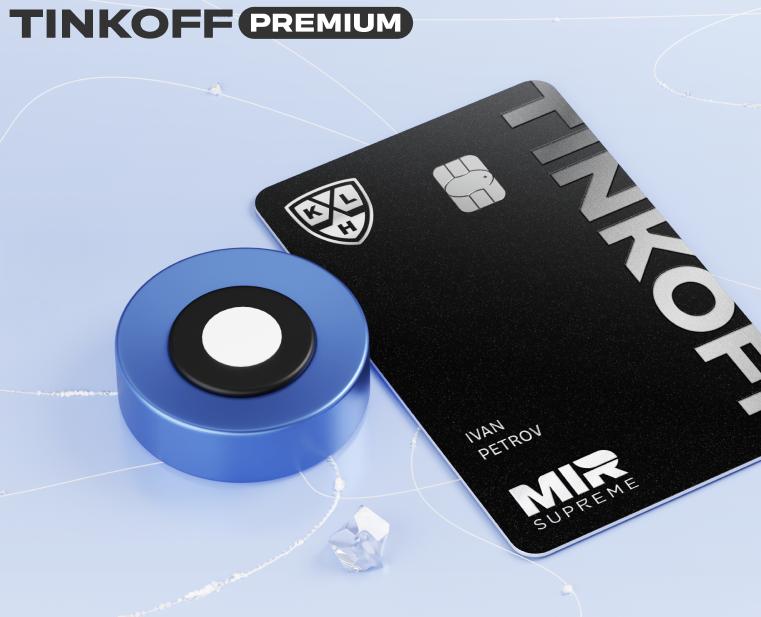 TINKOFF PREMIUM
TINKOFF
KHL
IVAN
PETROV
MIR
SUPREME